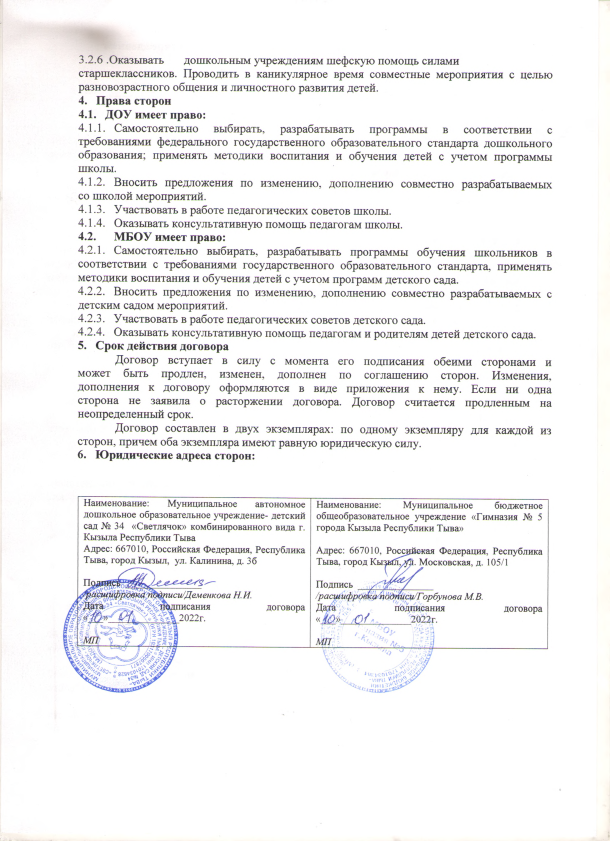 3.2.6 .Оказывать дошкольным учреждениям шефскую помощь силами
старшеклассников. Проводить в каникулярное время совместные мероприятия с целью
разновозрастного общения и личностного развития детей.
4. Права сторон
4.1. ДОУ имеет право:
4.1.1. Самостоятельно выбирать, разрабатывать программы в соответствии с
требованиями федерального государственного образовательного стандарта дошкольного
образования; применять методики воспитания и обучения детей с учетом программы
школы.
4.1.2. Вносить предложения по изменению, дополнению совместно разрабатываемых
со школой мероприятий.
4.1.3. Участвовать в работе педагогических советов школы.
4.1.4. Оказывать консультативную помощь педагогам школы.
4.2. МБОУ имеет право:
4.2.1. Самостоятельно выбирать, разрабатывать программы обучения школьников в
соответствии с требованиями государственного образовательного стандарта, применять
методики воспитания и обучения детей с учетом программ детского сада.
4.2.2. Вносить предложения по изменению, дополнению совместно разрабатываемых с
детским садом мероприятий.
4.2.3. Участвовать в работе педагогических советов детского сада.
4.2.4. Оказывать консультативную помощь педагогам и родителям детей детского сада.
5. Срок действия договора
Договор вступает в силу с момента его подписания обеими сторонами и
может быть продлен, изменен, дополнен по соглашению сторон. Изменения,
дополнения к договору оформляются в виде приложения к нему. Если ни одна
сторона не заявила о расторжении договора. Договор считается продленным на
неопределенный срок.
Договор составлен в двух экземплярах: по одному экземпляру для каждой из
сторон, причем оба экземпляра имеют равную юридическую силу.
6. Юридические адреса сторон:
Наименование: Муниципальное автономное
дошкольное образовательное учреждение- детский
сад № 34 «Светлячок» комбинированного вида г.
Кызыла Республики Тыва
Адрес: 667010, Российская Федерация, Республика
Тыва, город Кызыл, ул. Калинина, д. 3б
Подпись
/расшифровка подписи/Деменкова Н.И.
Дата подписания договора
«10» 01 2022г.
МП
Наименование: Муниципальное бюджетное
общеобразовательное учреждение «Гимназия № 5
города Кызыла Республики Тыва»
Адрес: 667010, Российская Федерация, Республика
Тыва, город Кызыл, ул. Московская, д. 105/1
Подпись
/расшифровка подписи/Горбунова М.В.
Дата подписания договора
«10» 01 2022г.
МП